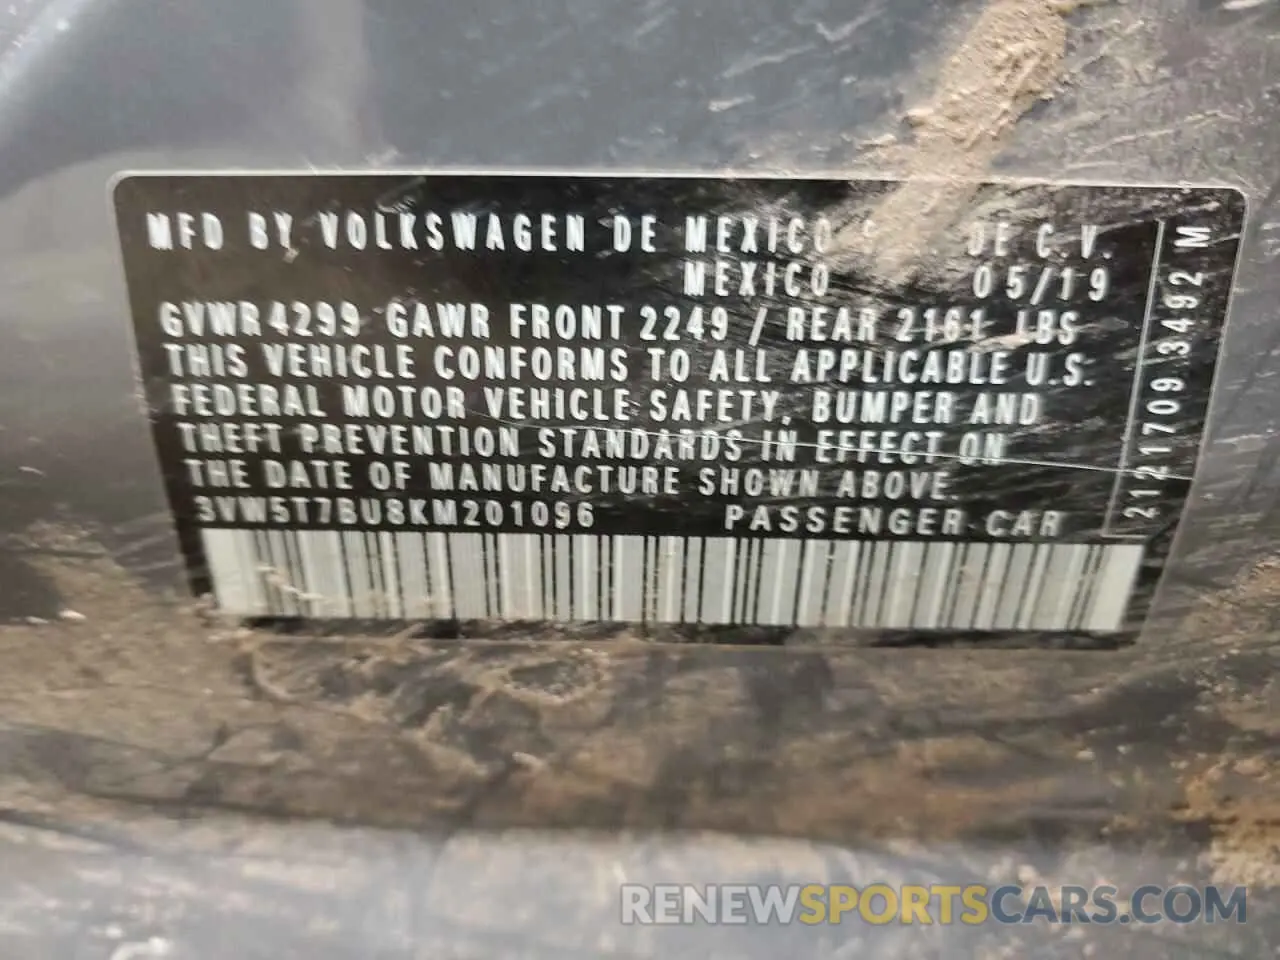 MFD BY VOLKSWAGEN DE MEXICO DE C.V.
MEXICO 05/19
GVWR 4299 GAWR FRONT 2249 / REAR 2161 LBS
THIS VEHICLE CONFORMS TO ALL APPLICABLE U.S.
FEDERAL MOTOR VEHICLE SAFETY, BUMPER AND
THEFT PREVENTION STANDARDS IN EFFECT ON
THE DATE OF MANUFACTURE SHOWN ABOVE.
3VW5T7BU8KM201096 PASSENGER CAR
2121709 3492 M
RENEWSPORTSCARS.COM